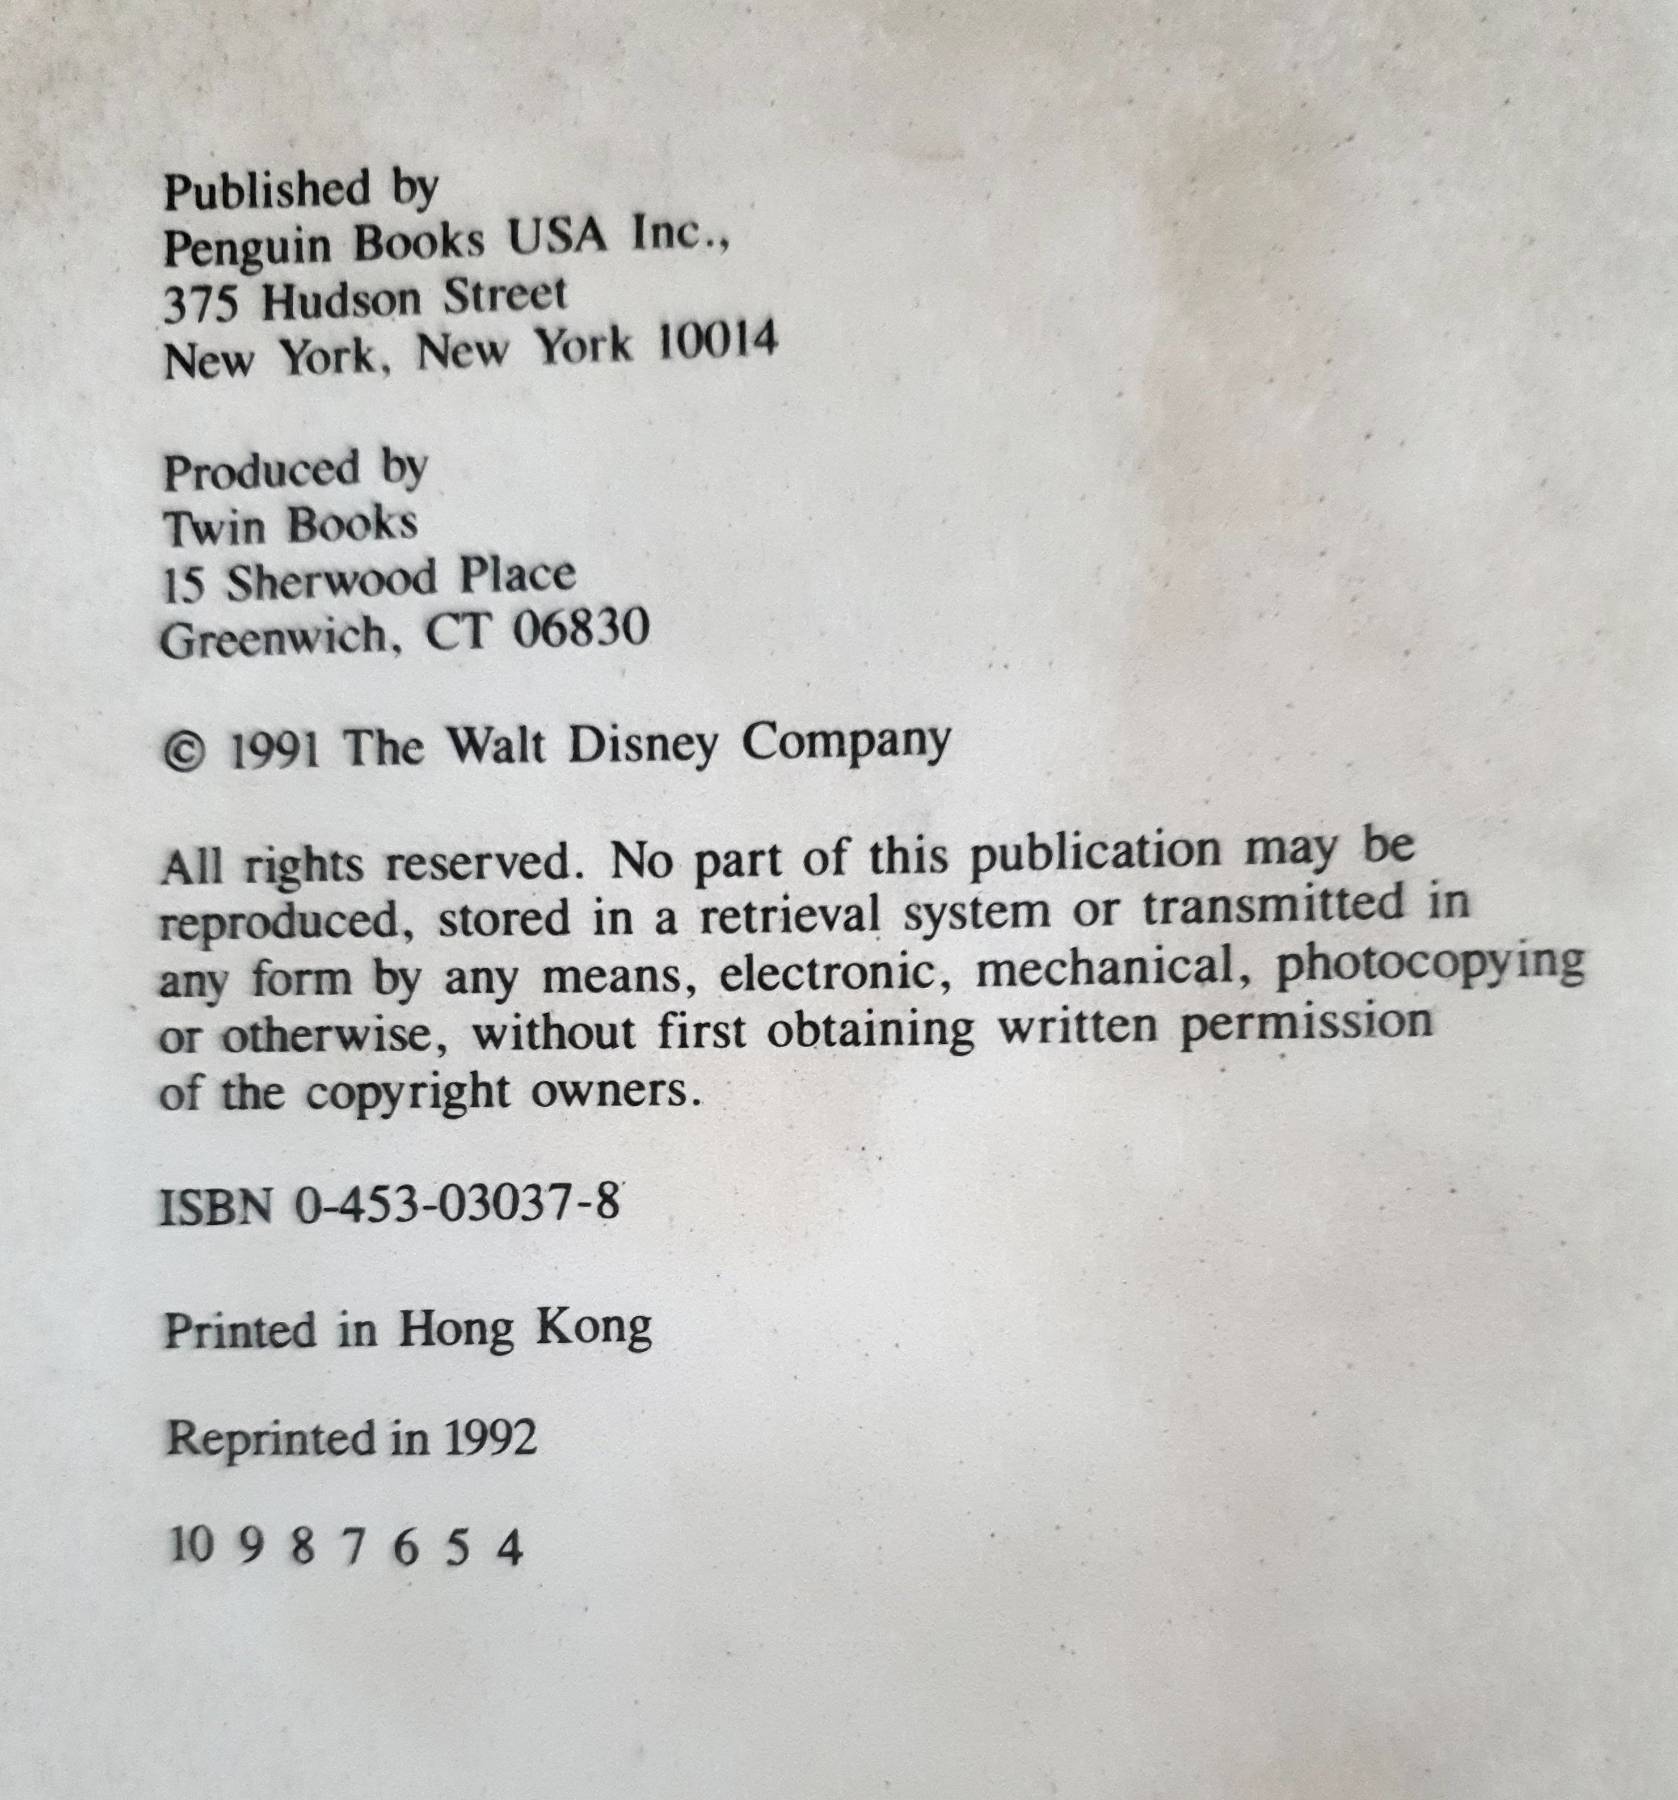 Published by
Penguin Books USA Inc.,
375 Hudson Street
New York, New York 10014
Produced by
Twin Books
15 Sherwood Place
Greenwich, CT 06830
© 1991 The Walt Disney Company
All rights reserved. No part of this publication may be
reproduced, stored in a retrieval system or transmitted in
any form by any means, electronic, mechanical, photocopying
or otherwise, without first obtaining written permission
of the copyright owners.
ISBN 0-453-03037-8
Printed in Hong Kong
Reprinted in 1992
10 9 8 7 6 5 4